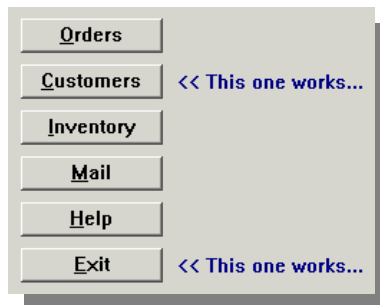 Orders
Customers << This one works...
Inventory
Mail
Help
Exit << This one works...